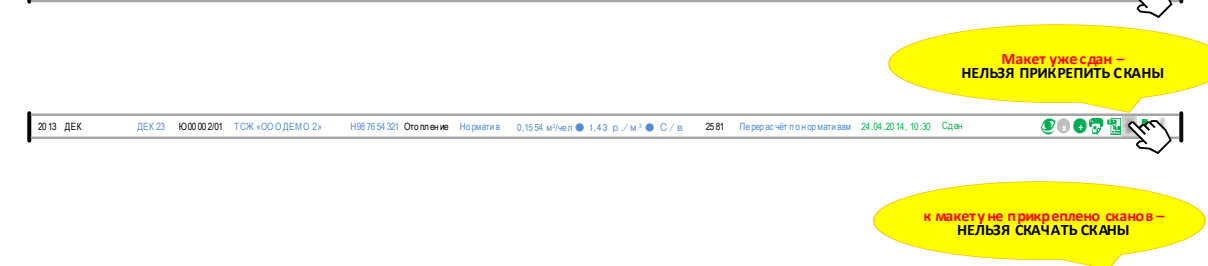 Макет уже сдан –
НЕЛЬЗЯ ПРИКРЕПИТЬ СКАНЫ
2013 ДЕК ДЕК 23 Ю00002/01 ТСЖ «ООО ДЕМО 2» Н987654321 Отопление Норматив 0,1554 м³/чел ● 1,43 р./м³ ● С/в 2581 Перерасчёт по нормативам 24.04.2014, 10:30 Сдан
к макету не прикреплено сканов –
НЕЛЬЗЯ СКАЧАТЬ СКАНЫ